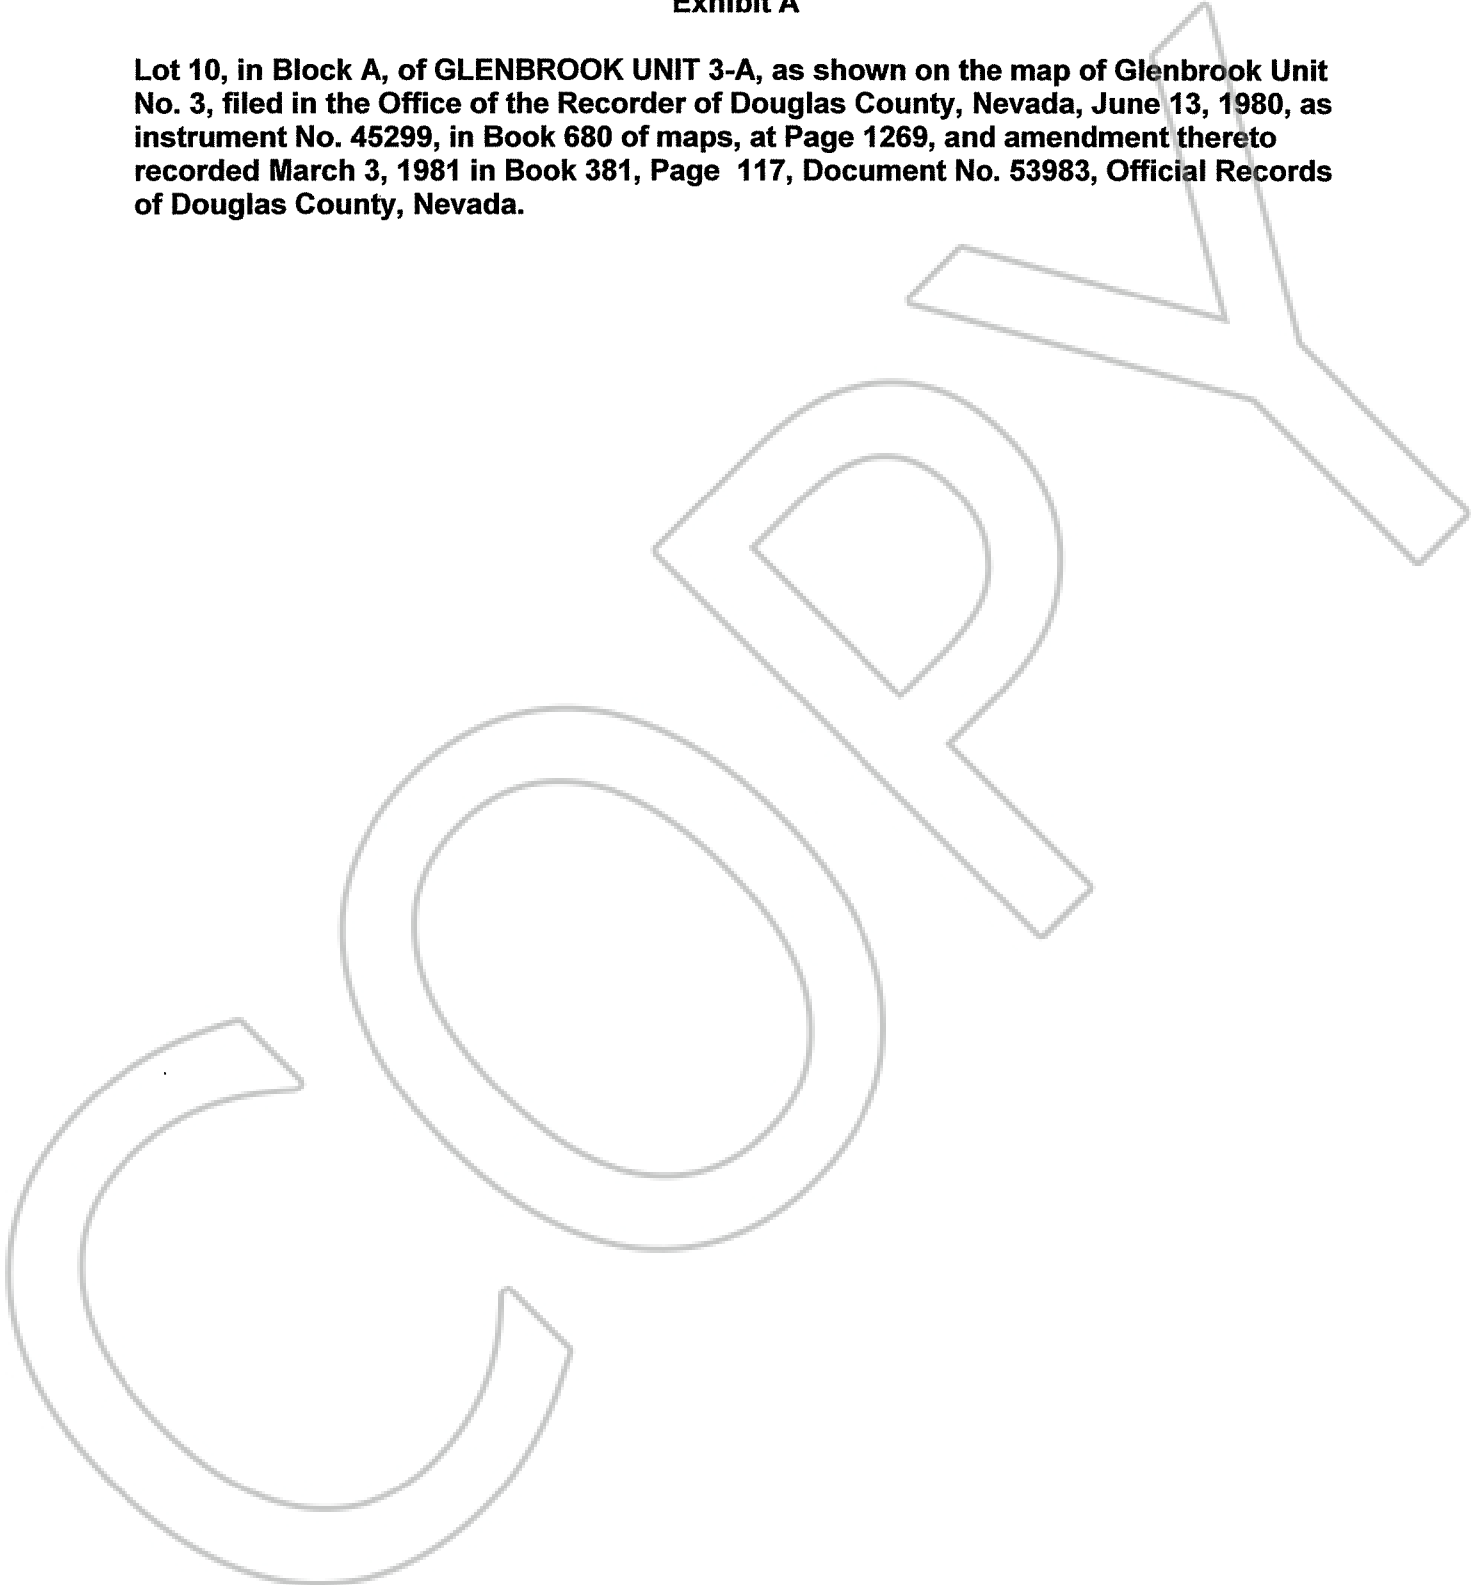 Exhibit A
Lot 10, in Block A, of GLENBROOK UNIT 3-A, as shown on the map of Glenbrook Unit
No. 3, filed in the Office of the Recorder of Douglas County, Nevada, June 13, 1980, as
instrument No. 45299, in Book 680 of maps, at Page 1269, and amendment thereto
recorded March 3, 1981 in Book 381, Page  117, Document No. 53983, Official Records
of Douglas County, Nevada.
COPY